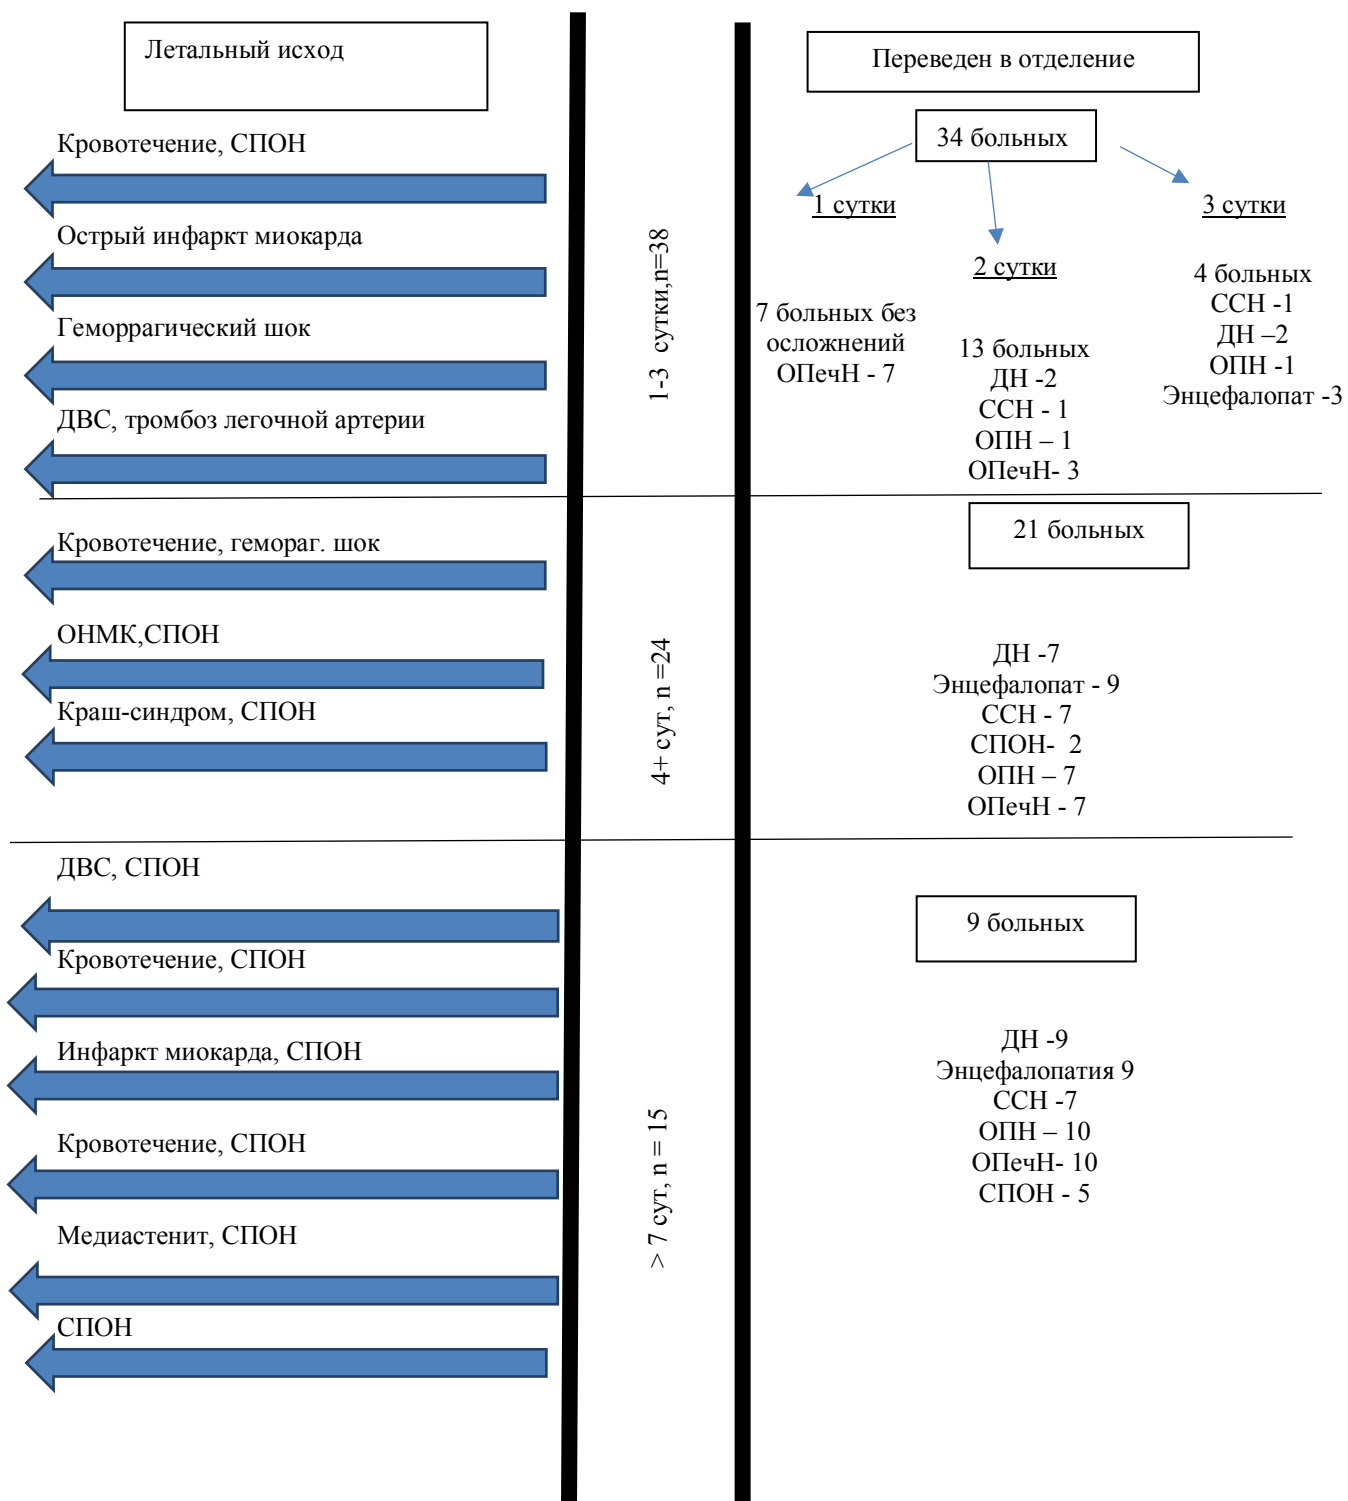 Летальный исход
Переведен в отделение
34 больных
Кровотечение, СПОН
Острый инфаркт миокарда
Геморрагический шок
ДВС, тромбоз легочной артерии
1-3 сутки,n=38
1 сутки
7 больных без
осложнений
ОПечН - 7
2 сутки
13 больных
ДН -2
ССН - 1
ОПН – 1
ОПечН- 3
3 сутки
4 больных
ССН -1
ДН –2
ОПН -1
Энцефалопат -3
Кровотечение, гемораг. шок
ОНМК,СПОН
Краш-синдром, СПОН
4+ сут, n =24
21 больных
ДН -7
Энцефалопат - 9
ССН - 7
СПОН- 2
ОПН – 7
ОПечН - 7
ДВС, СПОН
Кровотечение, СПОН
Инфаркт миокарда, СПОН
Кровотечение, СПОН
Медиастенит, СПОН
СПОН
> 7 сут, n = 15
9 больных
ДН -9
Энцефалопатия 9
ССН -7
ОПН – 10
ОПечН- 10
СПОН - 5